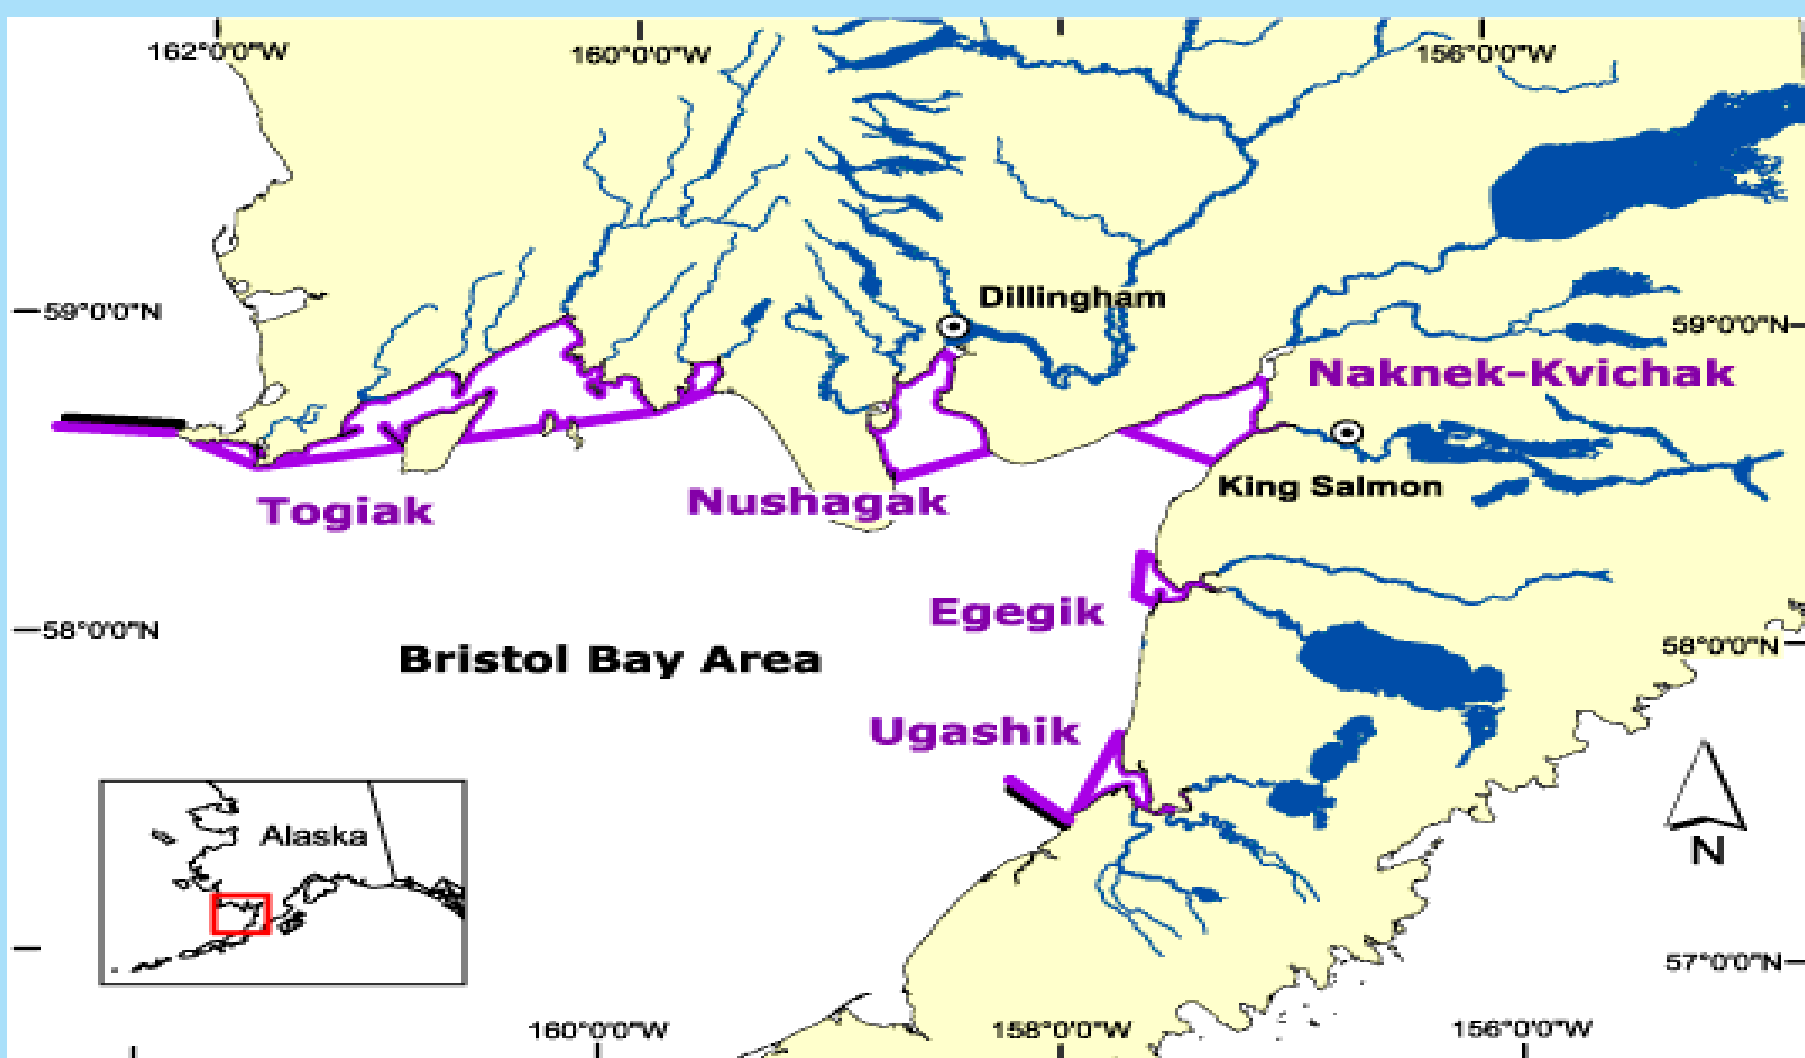 162°0'0"W
160°0'0"W
156°0'0"W
59°0'0"N
Dillingham
59°0'0"N
Naknek-Kvichak
King Salmon
Togiak
Nushagak
Egegik
58°0'0"N
58°0'0"N
Bristol Bay Area
Ugashik
Alaska
N
57°0'0"N
160°0'0"W
158°0'0"W
156°0'0"W